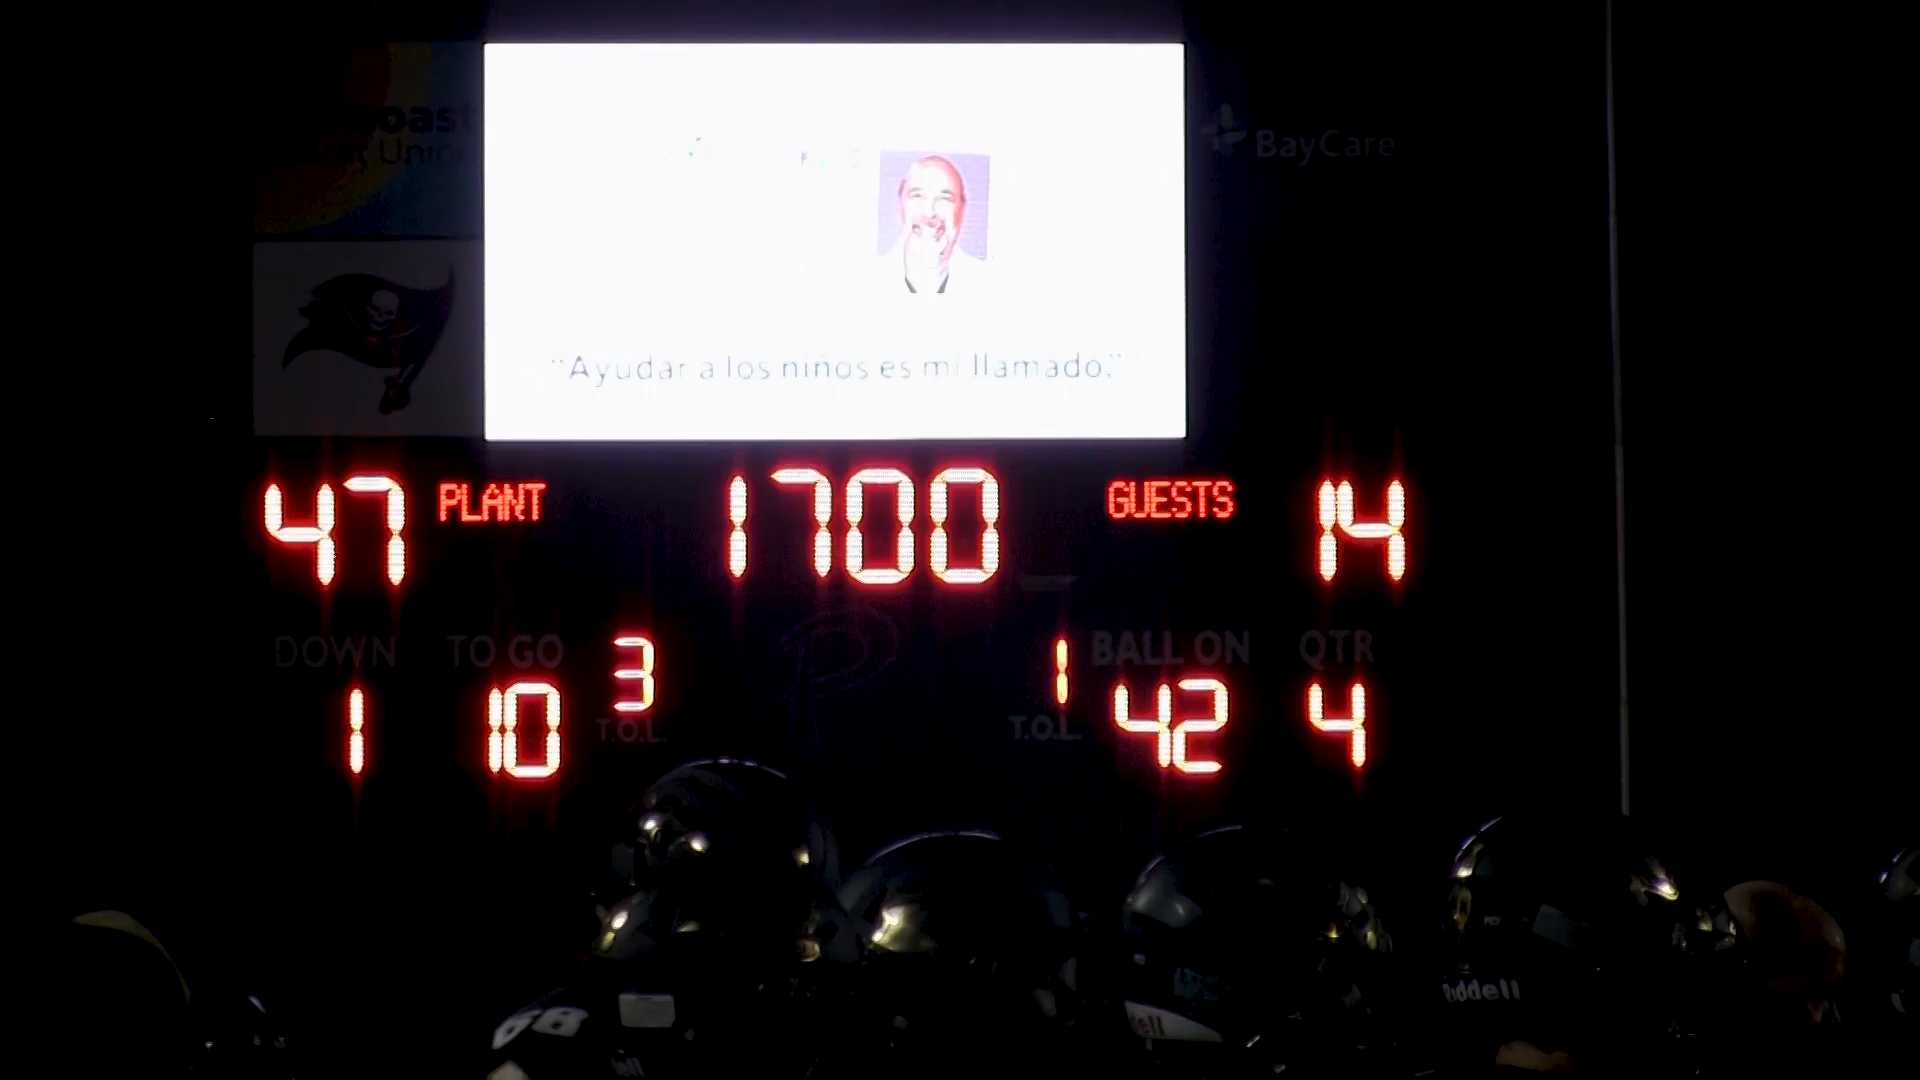 BayCare
"Ayudar a los niños es mi llamado."
47 PLANT 1700 GUESTS 14
DOWN TO GO 3 1 BALL ON QTR
1 10 T.O.L. T.O.L. 42 4
68
Riddell